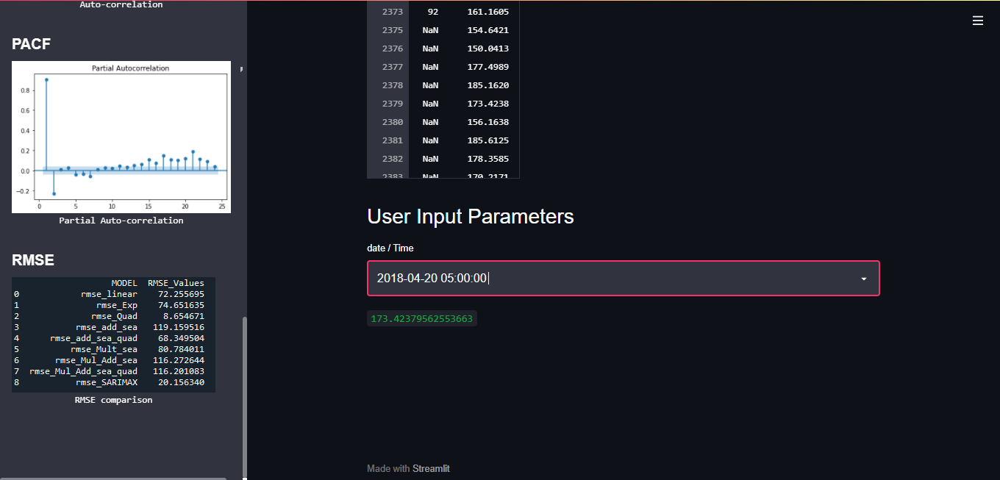 Auto-correlation
PACF
Partial Autocorrelation
0.8
0.6
0.4
0.2
0.0
−0.2
0 5 10 15 20 25
Partial Auto-correlation
RMSE
MODEL RMSE_Values
0 rmse_linear 72.255695
1 rmse_Exp 74.651635
2 rmse_Quad 8.654671
3 rmse_add_sea 119.159516
4 rmse_add_sea_quad 68.349504
5 rmse_Mult_sea 80.784011
6 rmse_Mul_Add_sea 116.272644
7 rmse_Mul_Add_sea_quad 116.201083
8 rmse_SARIMAX 20.156340
RMSE comparison
2373 92 161.1605
2375 NaN 154.6421
2376 NaN 150.0413
2377 NaN 177.4989
2378 NaN 185.1620
2379 NaN 173.4238
2380 NaN 156.1638
2381 NaN 185.6125
2382 NaN 178.3585
2383 NaN 170.2171
User Input Parameters
date / Time
2018-04-20 05:00:00
173.42379562553663
Made with Streamlit